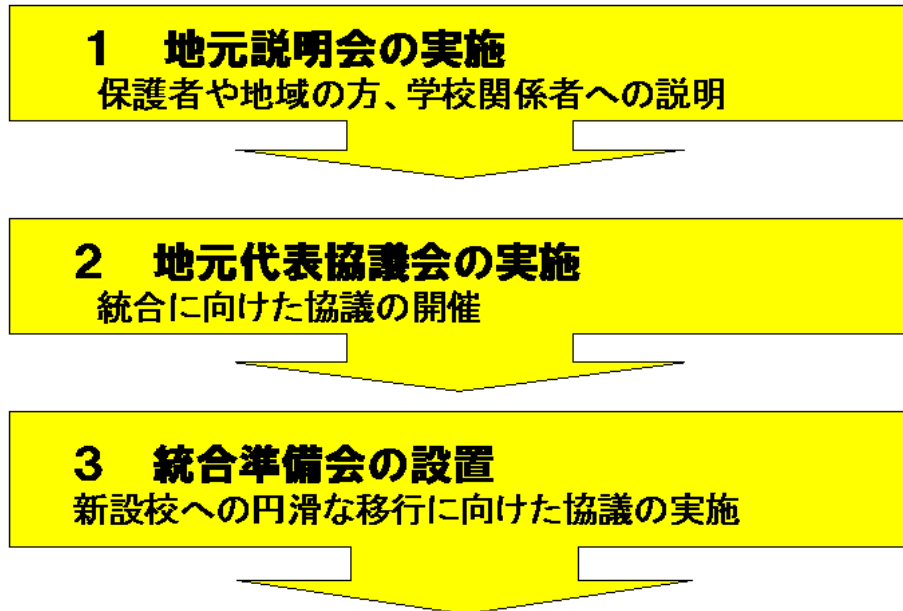 1 地元説明会の実施
保護者や地域の方、学校関係者への説明
2 地元代表協議会の実施
統合に向けた協議の開催
3 統合準備会の設置
新設校への円滑な移行に向けた協議の実施